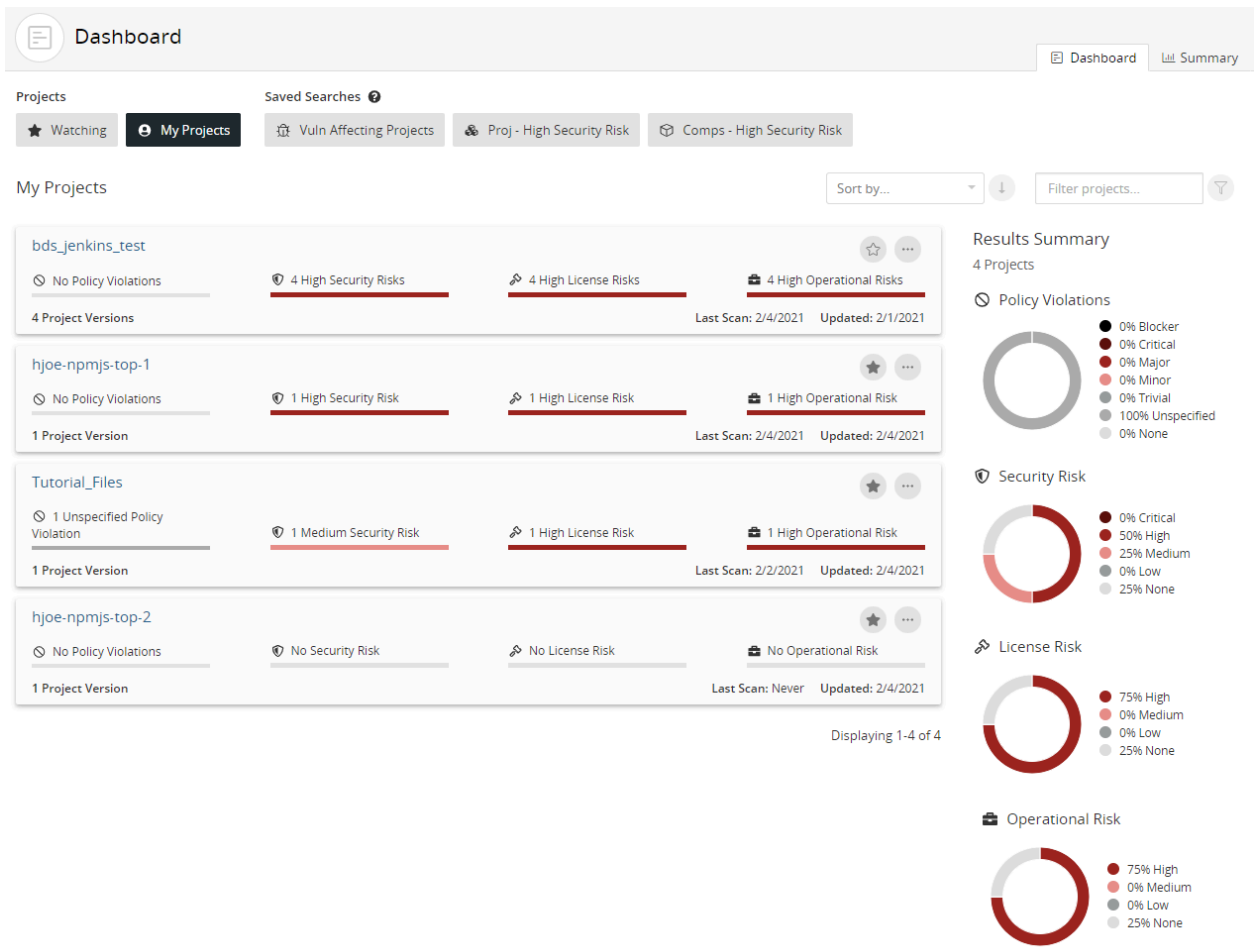 Dashboard
Dashboard Summary
Projects Saved Searches ?
Watching My Projects Vuln Affecting Projects Proj - High Security Risk Comps - High Security Risk
My Projects Sort by... Filter projects...
bds_jenkins_test
No Policy Violations 4 High Security Risks 4 High License Risks 4 High Operational Risks
4 Project Versions Last Scan: 2/4/2021 Updated: 2/1/2021
hjoe-npmjs-top-1
No Policy Violations 1 High Security Risk 1 High License Risk 1 High Operational Risk
1 Project Version Last Scan: 2/4/2021 Updated: 2/4/2021
Tutorial_Files
1 Unspecified Policy
Violation 1 Medium Security Risk 1 High License Risk 1 High Operational Risk
1 Project Version Last Scan: 2/2/2021 Updated: 2/4/2021
hjoe-npmjs-top-2
No Policy Violations No Security Risk No License Risk No Operational Risk
1 Project Version Last Scan: Never Updated: 2/4/2021
Displaying 1-4 of 4
Results Summary
4 Projects
Policy Violations
0% Blocker
0% Critical
0% Major
0% Minor
0% Trivial
100% Unspecified
0% None
Security Risk
0% Critical
50% High
25% Medium
0% Low
25% None
License Risk
75% High
0% Medium
0% Low
25% None
Operational Risk
75% High
0% Medium
0% Low
25% None